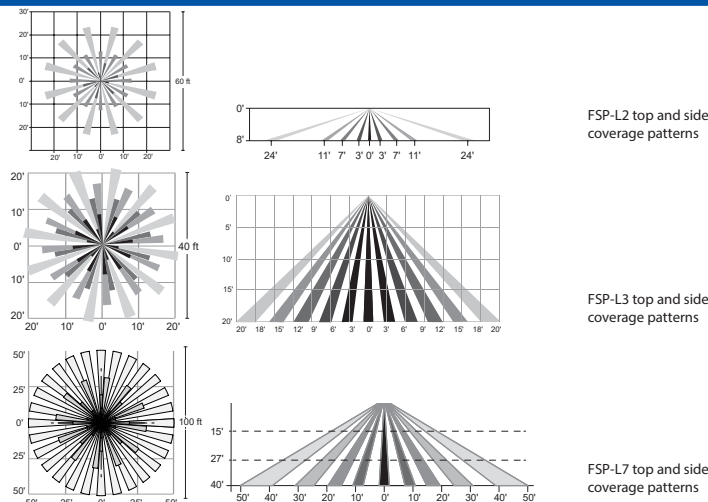 30'
20'
10'
0'
10'
20'
20' 10' 0' 10' 20'
60 ft
0'
8'
24' 11' 7' 3' 0' 3' 7' 11' 24'
FSP-L2 top and side
coverage patterns
20'
10'
0'
10'
20'
20' 10' 0' 10' 20'
40 ft
0'
5'
10'
15'
20'
20' 18' 15' 12' 9' 6' 3' 0' 3' 6' 9' 12' 15' 18' 20'
FSP-L3 top and side
coverage patterns
50'
25'
0'
25'
50'
50' 25' 0' 25' 50'
100 ft
15'
27'
40'
50' 40' 30' 20' 10' 0' 10' 20' 30' 40' 50'
FSP-L7 top and side
coverage patterns